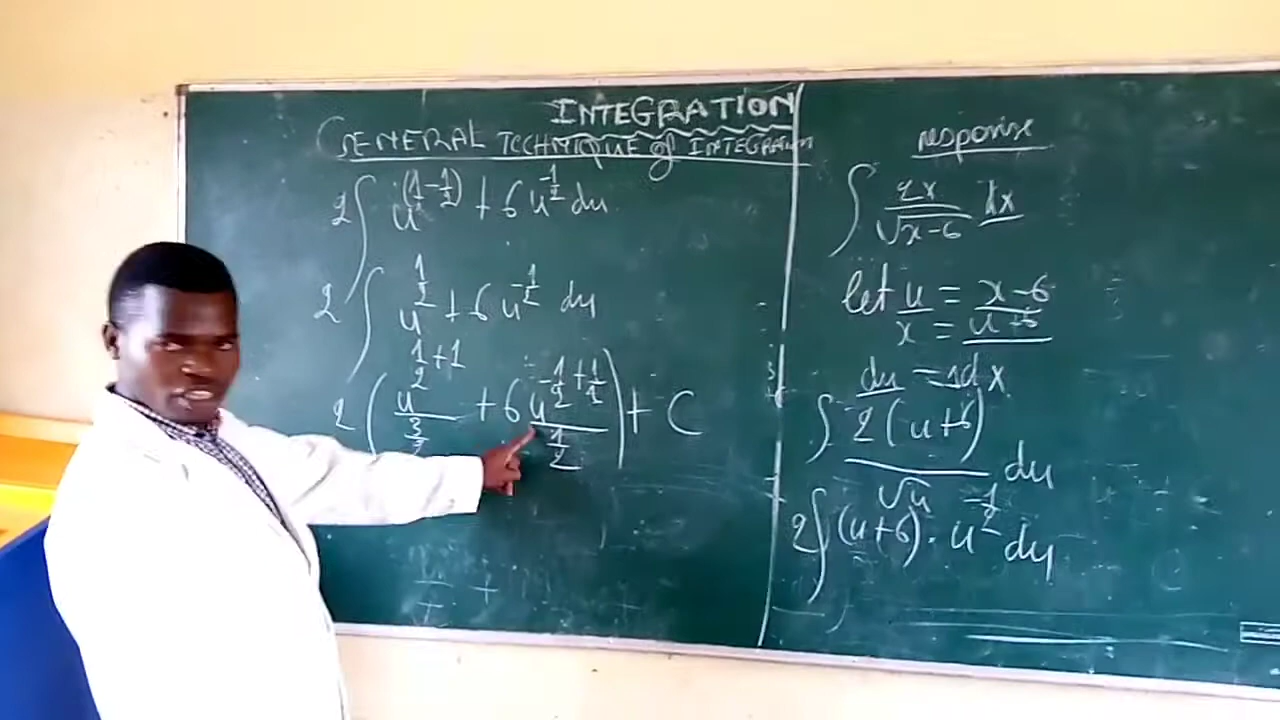 INTEGRATION
GENERAL TECHNIQUE of INTEGRATION
2∫ u^(1-1/2) + 6u^-1/2 du
2∫ u^1/2 + 6u^-1/2 du
2( u^1/2+1 / 3/2 + 6u^-1/2+1/1 / 1/2 ) + C
response
∫ 2x/√x-6 dx
let u = x-6
x = u+6
du = 1dx
∫ 2(u+6)/√u du
2∫(u+6)·u^-1/2 du